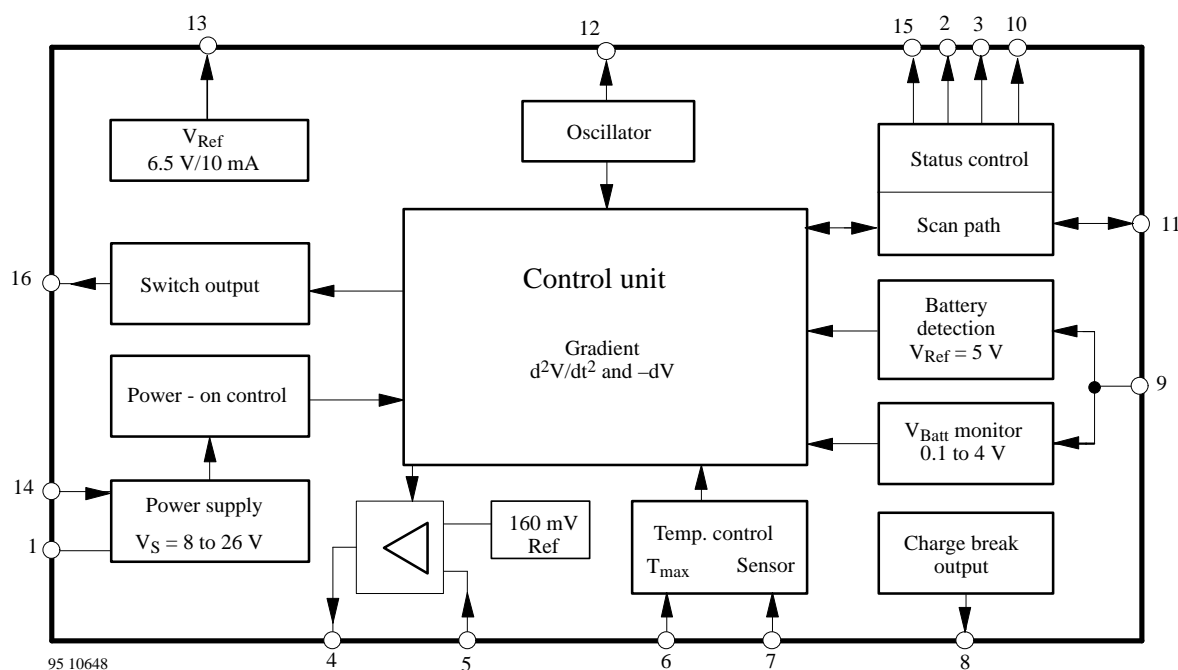 13
12
15 2 3 10
V_Ref
6.5 V/10 mA
Oscillator
Status control
Scan path
11
16
Switch output
Control unit
Gradient
d²V/dt² and –dV
Battery
detection
V_Ref = 5 V
9
Power - on control
V_Batt monitor
0.1 to 4 V
14
Power supply
V_S = 8 to 26 V
1
160 mV
Ref
Temp. control
T_max Sensor
Charge break
output
4 5 6 7 8
95 10648